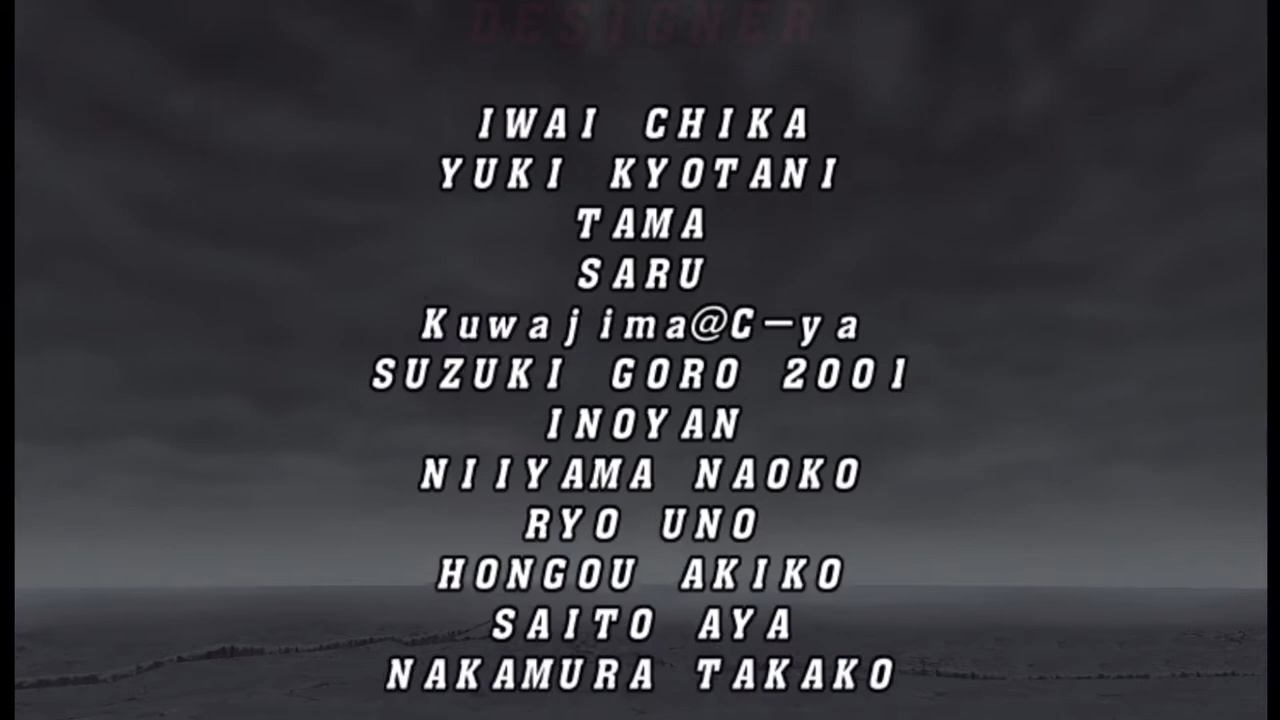 DESIGNER
IWAI CHIKA
YUKI KYOTANI
TAMA
SARU
Kuwajima@C−ya
SUZUKI GORO 2001
INOYAN
NIIYAMA NAOKO
RYO UNO
HONGOU AKIKO
SAITO AYA
NAKAMURA TAKAKO